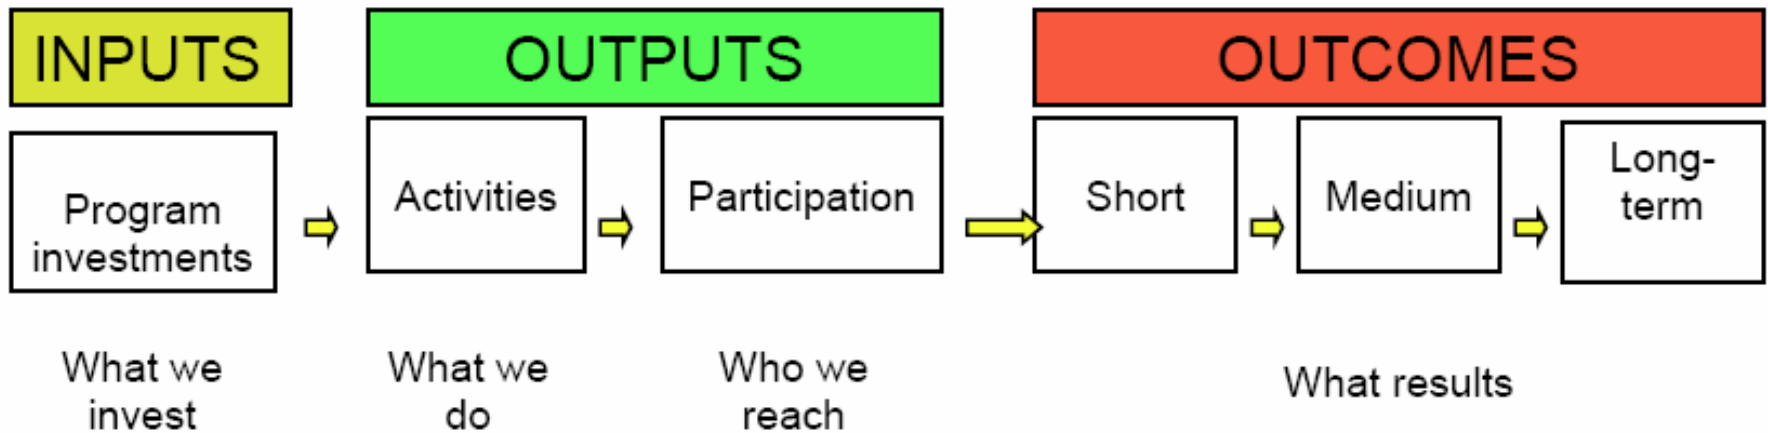 INPUTS
OUTPUTS
OUTCOMES
Program
investments
Activities
Participation
Short
Medium
Long-
term
What we
invest
What we
do
Who we
reach
What results